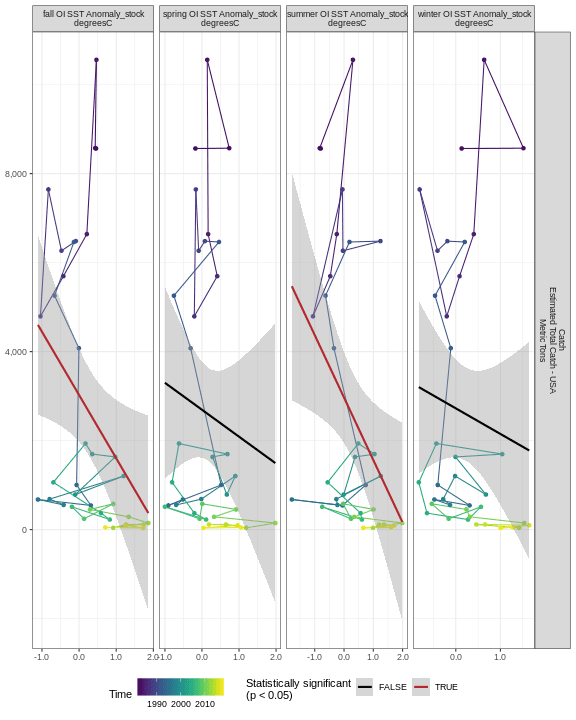 fall OI SST Anomaly_stock
degreesC
spring OI SST Anomaly_stock
degreesC
summer OI SST Anomaly_stock
degreesC
winter OI SST Anomaly_stock
degreesC
8,000
4,000
0
Catch
Estimated Total Catch - USA
Metric Tons
-1.0 0.0 1.0 2.0
-1.0 0.0 1.0 2.0
-1.0 0.0 1.0 2.0
0.0 1.0
Time
1990 2000 2010
Statistically significant
(p < 0.05)
FALSE
TRUE